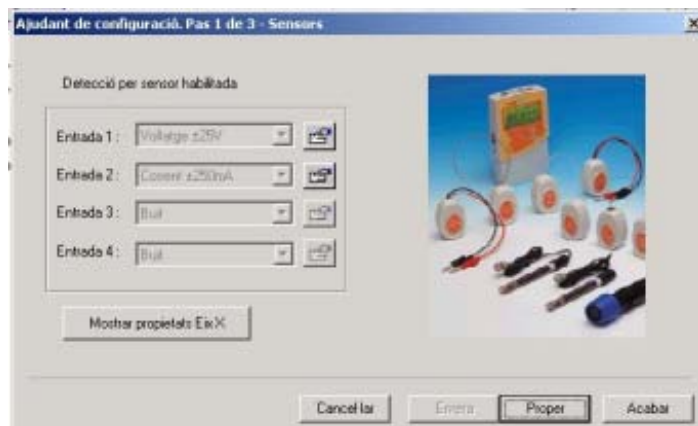 Ajudant de configuració. Pas 1 de 3 - Sensors
Detecció per sensor habilitada
Entrada 1 : Voltatge ±25V
Entrada 2 : Corrent ±250mA
Entrada 3 : Buit
Entrada 4 : Buit
Mostrar propietats Eix X
Cancel·lar Enrera Proper Acabar